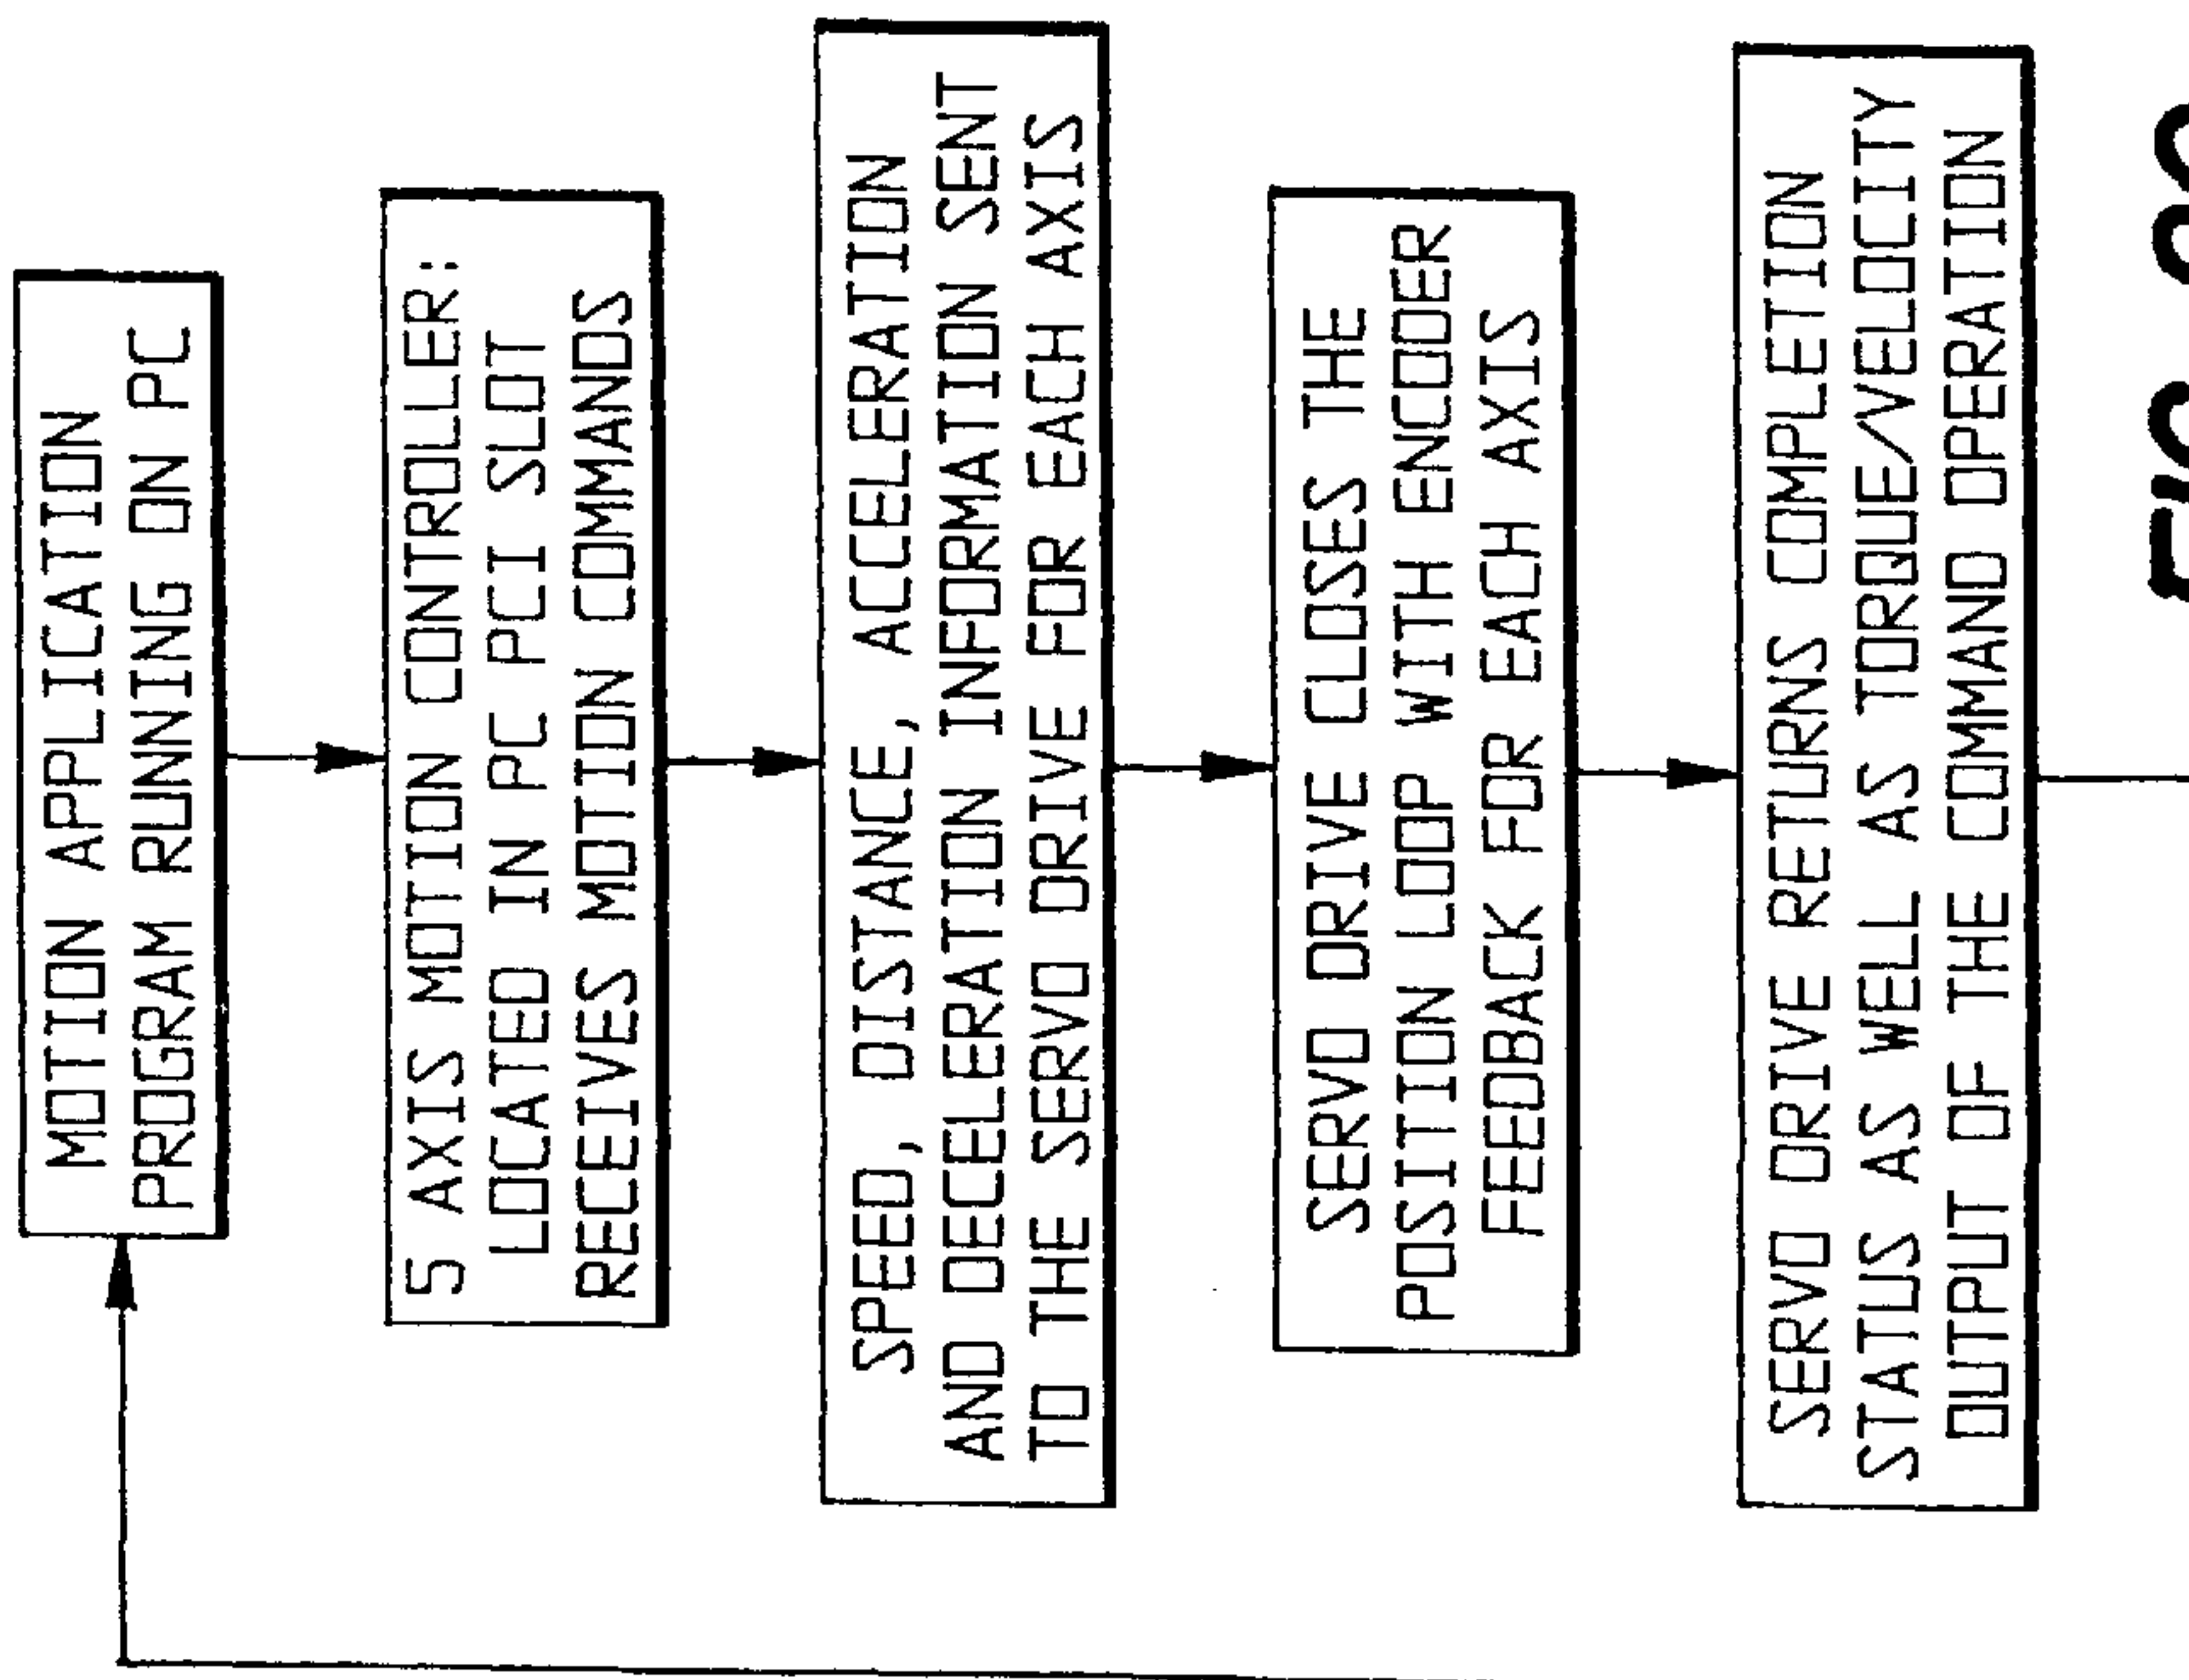 MOTION APPLICATION
PROGRAM RUNNING ON PC
5 AXIS MOTION CONTROLLER:
LOCATED IN PC PCI SLOT
RECEIVES MOTION COMMANDS
SPEED, DISTANCE, ACCELERATION
AND DECELERATION INFORMATION SENT
TO THE SERVO DRIVE FOR EACH AXIS
SERVO DRIVE CLOSES THE
POSITION LOOP WITH ENCODER
FEEDBACK FOR EACH AXIS
SERVO DRIVE RETURNS COMPLETION
STATUS AS WELL AS TORQUE/VELOCITY
OUTPUT OF THE COMMAND OPERATION